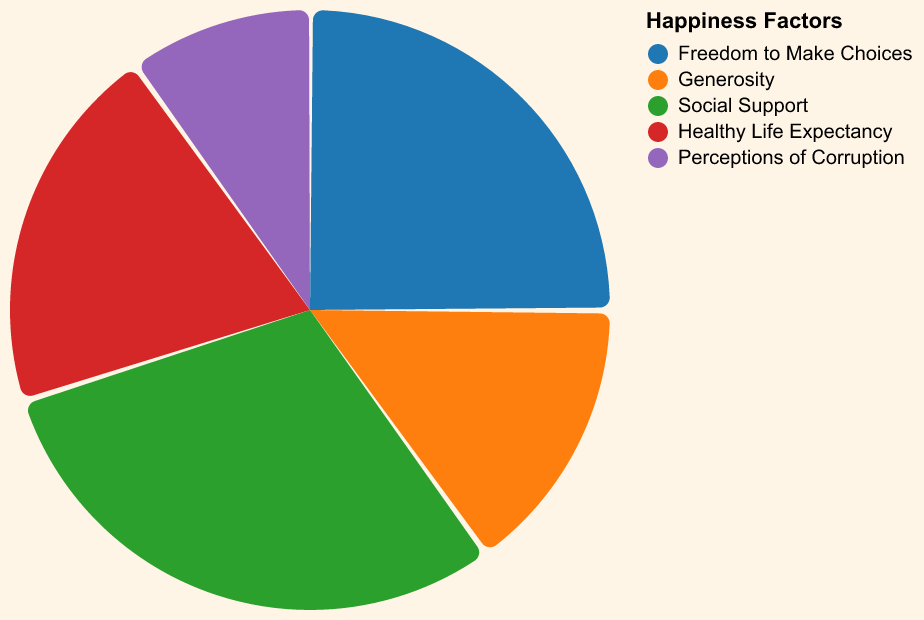 Happiness Factors
Freedom to Make Choices
Generosity
Social Support
Healthy Life Expectancy
Perceptions of Corruption